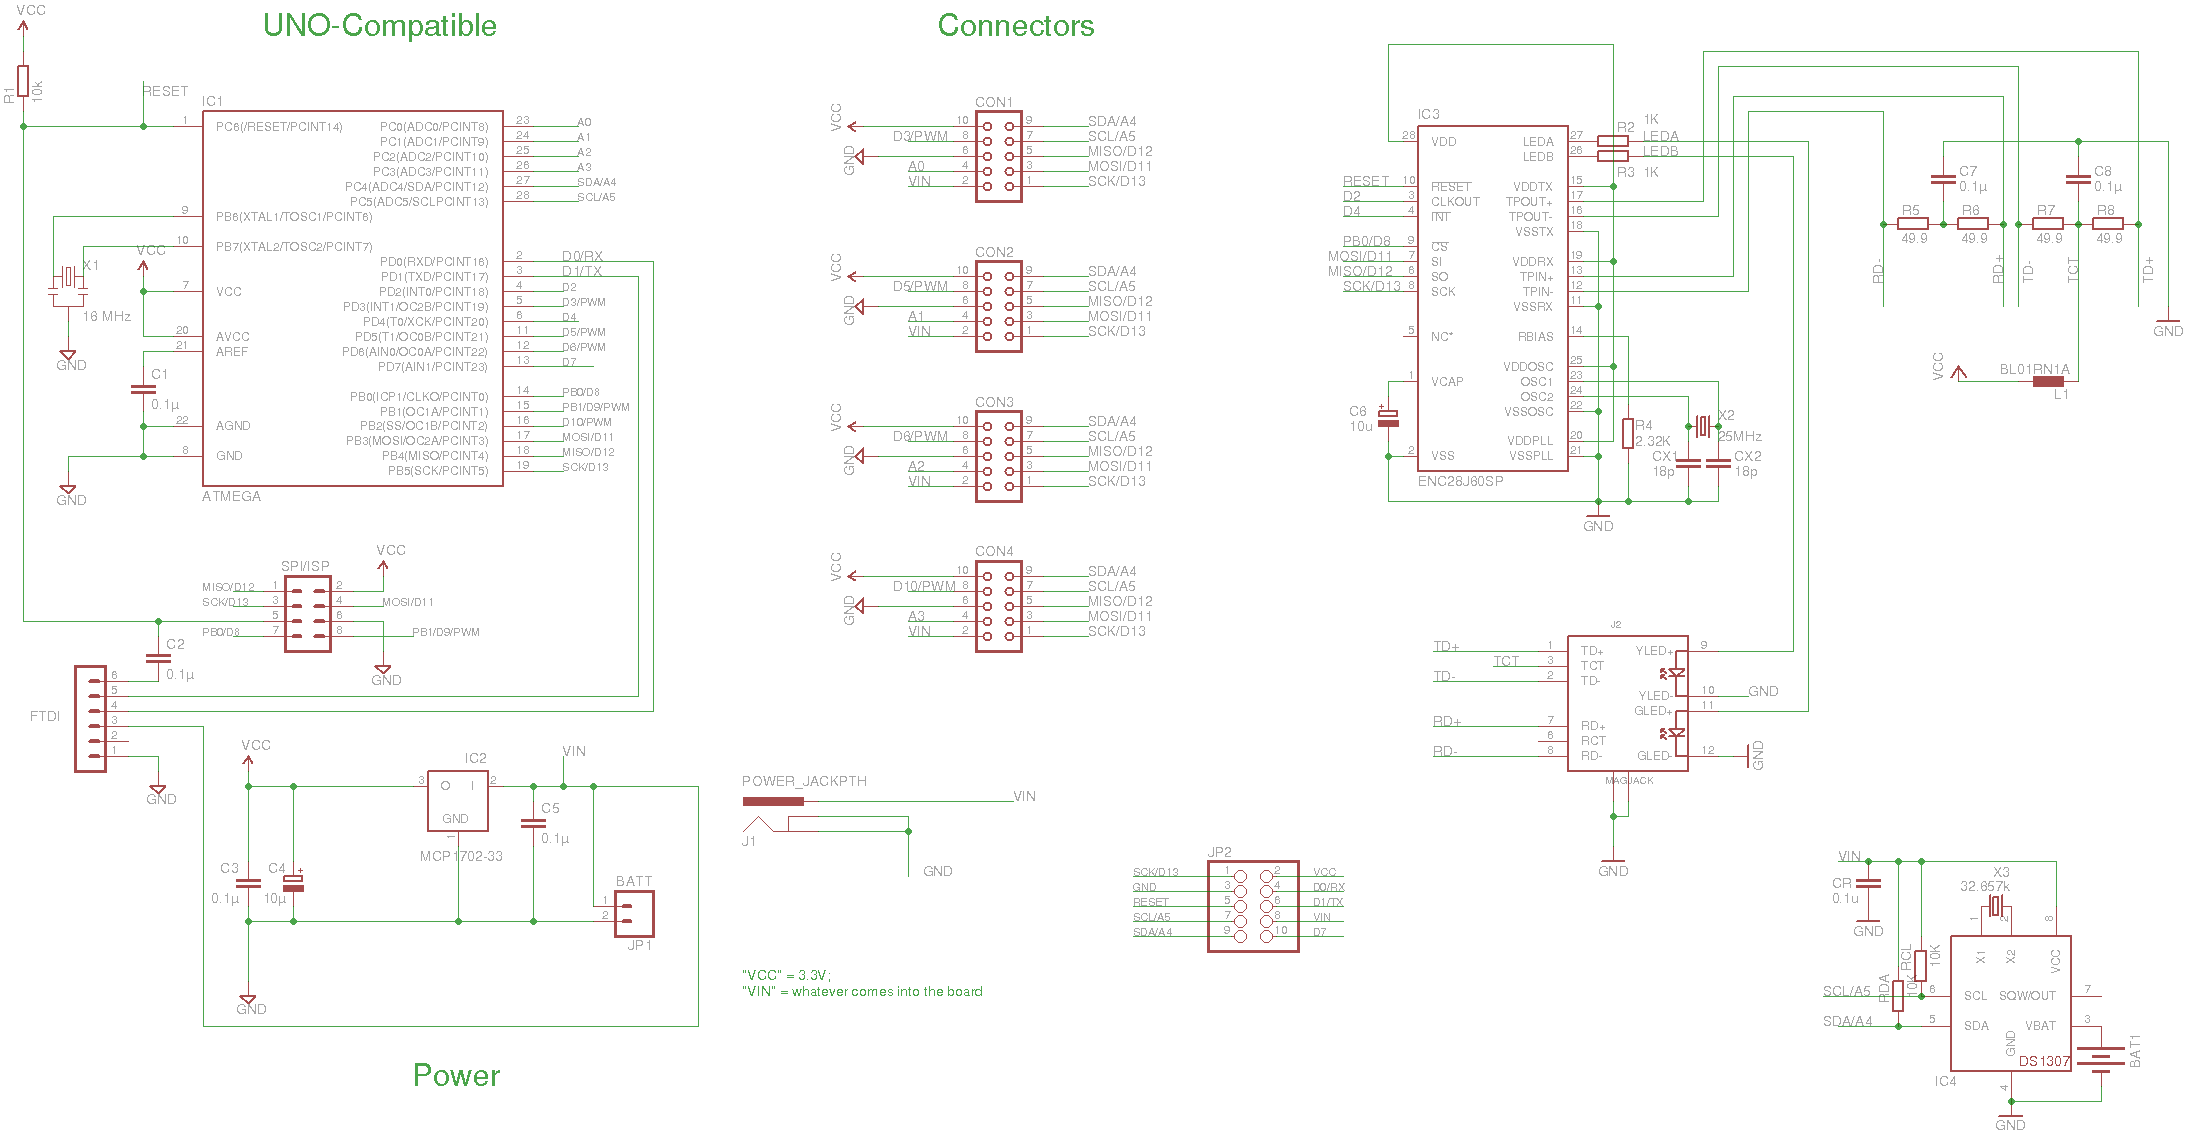 UNO-Compatible
VCC
R1
10k
RESET
IC1
1 PC6(/RESET/PCINT14)
9 PB6(XTAL1/TOSC1/PCINT6)
10 PB7(XTAL2/TOSC2/PCINT7)
VCC
X1
16 MHz
GND
7 VCC
20 AVCC
21 AREF
C1
0.1µ
22 AGND
8 GND
GND
ATMEGA
PC0(ADC0/PCINT8) 23 A0
PC1(ADC1/PCINT9) 24 A1
PC2(ADC2/PCINT10) 25 A2
PC3(ADC3/PCINT11) 26 A3
PC4(ADC4/SDA/PCINT12) 27 SDA/A4
PC5(ADC5/SCLPCINT13) 28 SCL/A5
PD0(RXD/PCINT16) 2 D0/RX
PD1(TXD/PCINT17) 3 D1/TX
PD2(INT0/PCINT18) 4 D2
PD3(INT1/OC2B/PCINT19) 5 D3/PWM
PD4(T0/XCK/PCINT20) 6 D4
PD5(T1/OC0B/PCINT21) 11 D5/PWM
PD6(AIN0/OC0A/PCINT22) 12 D6/PWM
PD7(AIN1/PCINT23) 13 D7
PB0(ICP1/CLKO/PCINT0) 14 PB0/D8
PB1(OC1A/PCINT1) 15 PB1/D9/PWM
PB2(SS/OC1B/PCINT2) 16 D10/PWM
PB3(MOSI/OC2A/PCINT3) 17 MOSI/D11
PB4(MISO/PCINT4) 18 MISO/D12
PB5(SCK/PCINT5) 19 SCK/D13
SPI/ISP
VCC
MISO/D12 1 2
SCK/D13 3 4 MOSI/D11
5 6
PB0/D8 7 8 PB1/D9/PWM
GND
C2
0.1µ
FTDI
6
5
4
3
2
1
GND
VCC
IC2
VIN
3 O I 2
GND
1
MCP1702-33
C5
0.1µ
C3
0.1µ
C4
10µ
+
BATT
1
2
JP1
GND
Power
Connectors
CON1
VCC 10 9 SDA/A4
D3/PWM 8 7 SCL/A5
GND 6 5 MISO/D12
A0 4 3 MOSI/D11
VIN 2 1 SCK/D13
CON2
VCC 10 9 SDA/A4
D5/PWM 8 7 SCL/A5
GND 6 5 MISO/D12
A1 4 3 MOSI/D11
VIN 2 1 SCK/D13
CON3
VCC 10 9 SDA/A4
D6/PWM 8 7 SCL/A5
GND 6 5 MISO/D12
A2 4 3 MOSI/D11
VIN 2 1 SCK/D13
CON4
VCC 10 9 SDA/A4
D10/PWM 8 7 SCL/A5
GND 6 5 MISO/D12
A3 4 3 MOSI/D11
VIN 2 1 SCK/D13
POWER_JACKPTH
VIN
J1
GND
"VCC" = 3.3V;
"VIN" = whatever comes into the board
JP2
SCK/D13 1 2 VCC
GND 3 4 D0/RX
RESET 5 6 D1/TX
SCL/A5 7 8 VIN
SDA/A4 9 10 D7
IC3
28 VDD
RESET 10 RESET
D2 3 CLKOUT
D4 4 INT
PB0/D8 9 CS
MOSI/D11 7 SI
MISO/D12 6 SO
SCK/D13 8 SCK
5 NC*
1 VCAP
C6
10u
+
2 VSS
ENC28J60SP
LEDA 27 R2 1K LEDA
LEDB 26 R3 1K LEDB
VDDTX 15
TPOUT+ 17
TPOUT- 16
VSSTX 18
VDDRX 19
TPIN+ 13
TPIN- 12
VSSRX 11
RBIAS 14
VDDOSC 25
OSC1 23
OSC2 24
VSSOSC 22
VDDPLL 20
VSSPLL 21
R4
2.32K
X2
25MHz
CX1
18p
CX2
18p
GND
C7
0.1µ
C8
0.1µ
R5
49.9
R6
49.9
R7
49.9
R8
49.9
RD-
RD+
TD-
TCT
TD+
GND
VCC
BL01RN1A
L1
J2
TD+ 1 TD+
TCT 3 TCT
TD- 2 TD-
RD+ 7 RD+
6 RCT
RD- 8 RD-
YLED+ 9
YLED- 10 GND
GLED+ 11
GLED- 12 GND
MAGJACK
GND
VIN
CR
0.1u
GND
X3
32.657k
RCL
10K
RDA
10K
1 X1
2 X2
8 VCC
SCL/A5 6 SCL
SDA/A4 5 SDA
SQW/OUT 7
VBAT 3
GND
4
DS1307
IC4
BAT1
GND